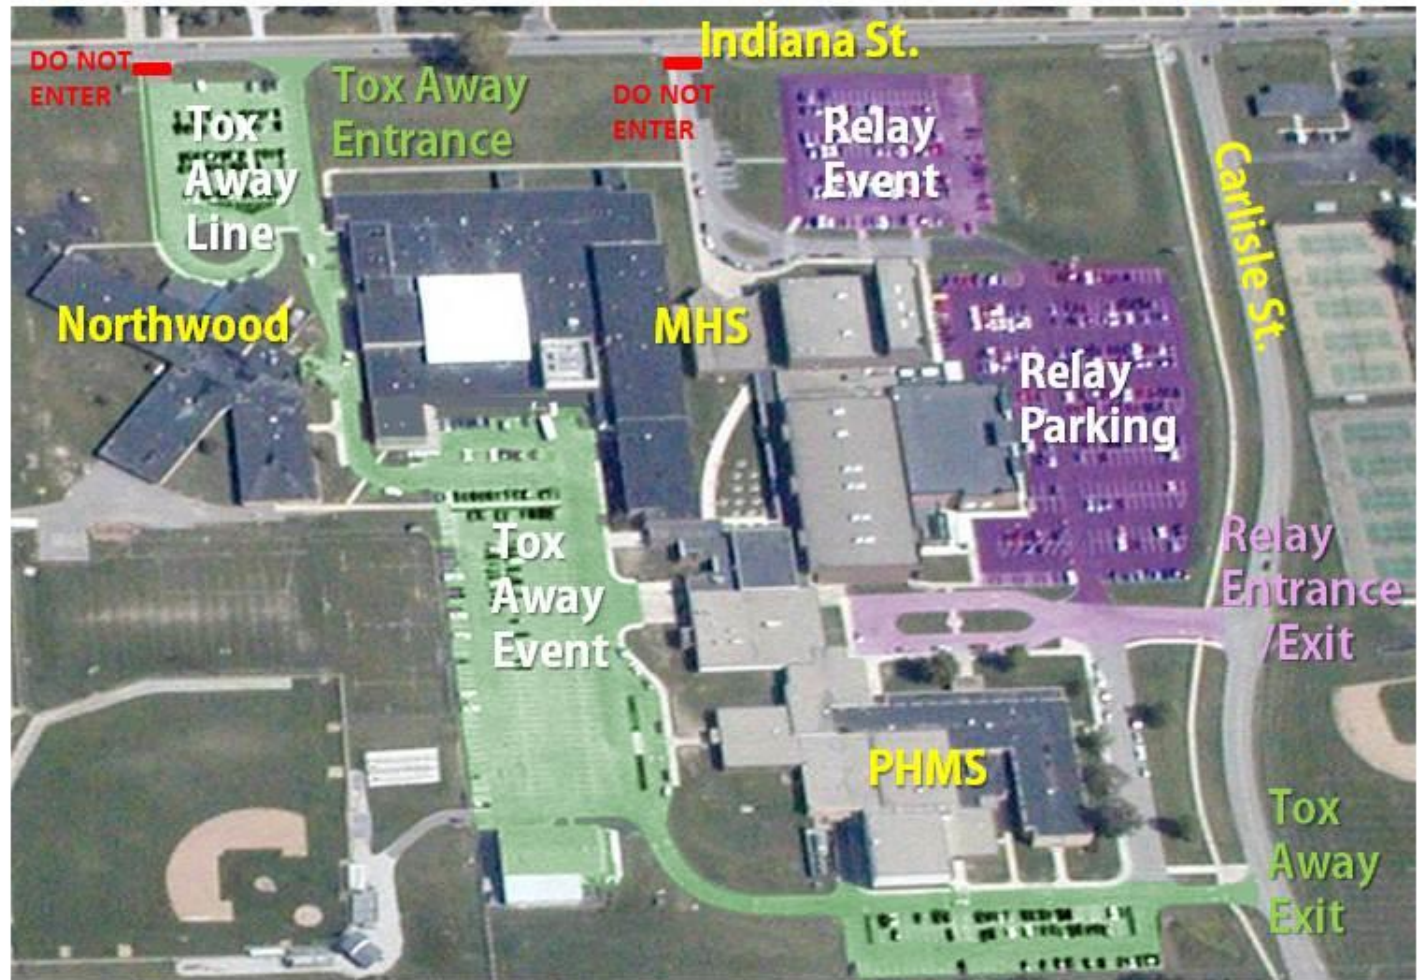 Indiana St.
DO NOT
ENTER
Tox Away
Entrance
DO NOT
ENTER
Tox
Away
Line
Relay
Event
Carlisle St.
Northwood
MHS
Relay
Parking
Tox
Away
Event
Relay
Entrance
/Exit
PHMS
Tox
Away
Exit